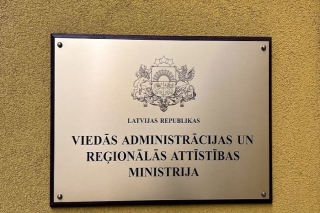 LATVIJAS REPUBLIKAS
VIEDĀS ADMINISTRĀCIJAS UN
REĢIONĀLĀS ATTĪSTĪBAS
MINISTRIJA